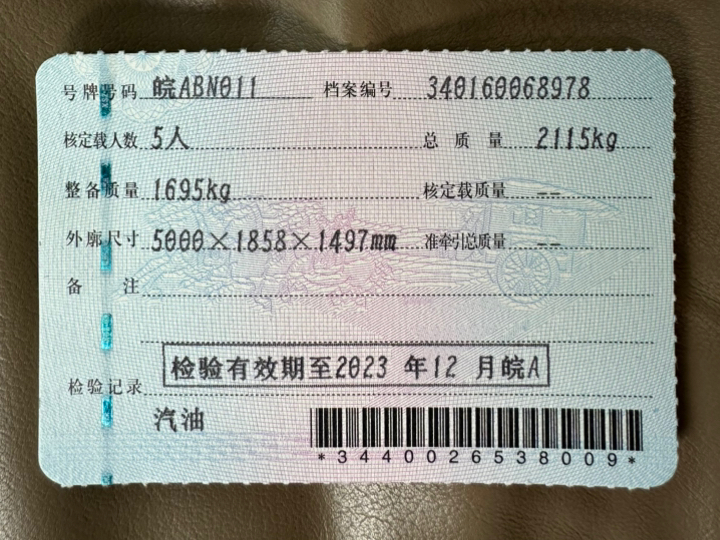 号牌号码 皖ABN011 档案编号 340160068978
核定载人数 5人 总质量 2115kg
整备质量 1695kg 核定载质量 --
外廓尺寸 5000×1858×1497mm 准牵引总质量 --
备注
检验记录 检验有效期至2023 年12 月皖A
汽油
*3440026538009*